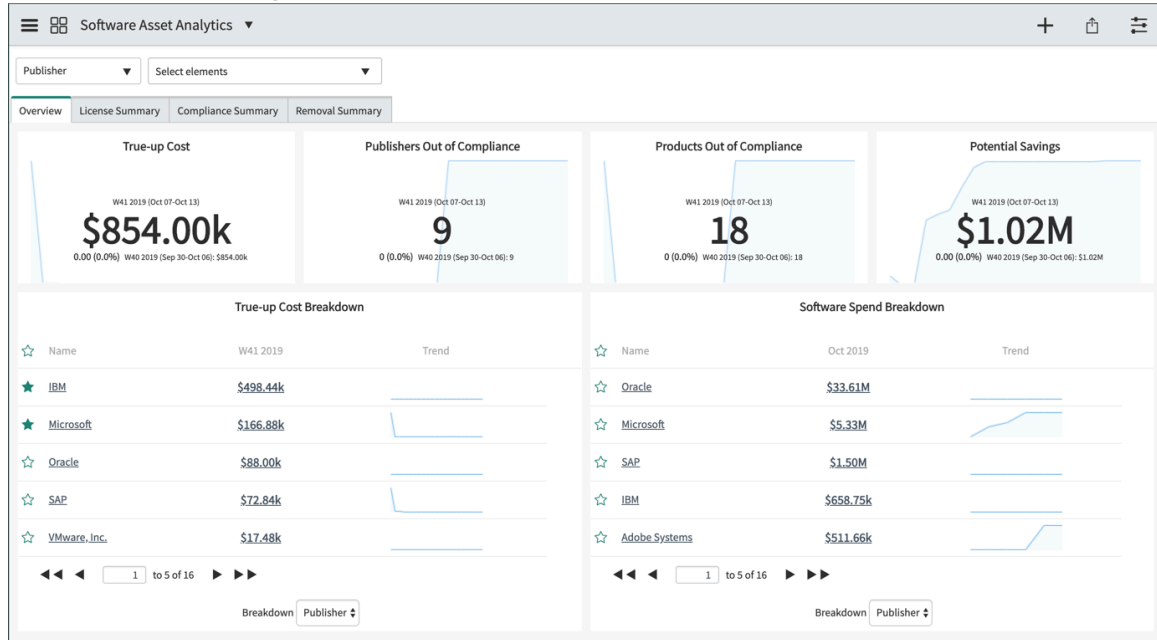 Software Asset Analytics ▼
Publisher ▼ Select elements ▼
Overview License Summary Compliance Summary Removal Summary
True-up Cost
W41 2019 (Oct 07-Oct 13)
$854.00k
0.00 (0.0%) W40 2019 (Sep 30-Oct 06): $854.00k
Publishers Out of Compliance
W41 2019 (Oct 07-Oct 13)
9
0 (0.0%) W40 2019 (Sep 30-Oct 06): 9
Products Out of Compliance
W41 2019 (Oct 07-Oct 13)
18
0 (0.0%) W40 2019 (Sep 30-Oct 06): 18
Potential Savings
W41 2019 (Oct 07-Oct 13)
$1.02M
0.00 (0.0%) W40 2019 (Sep 30-Oct 06): $1.02M
True-up Cost Breakdown
Name W41 2019 Trend
IBM $498.44k
Microsoft $166.88k
Oracle $88.00k
SAP $72.84k
VMware, Inc. $17.48k
1 to 5 of 16
Breakdown Publisher
Software Spend Breakdown
Name Oct 2019 Trend
Oracle $33.61M
Microsoft $5.33M
SAP $1.50M
IBM $658.75k
Adobe Systems $511.66k
1 to 5 of 16
Breakdown Publisher